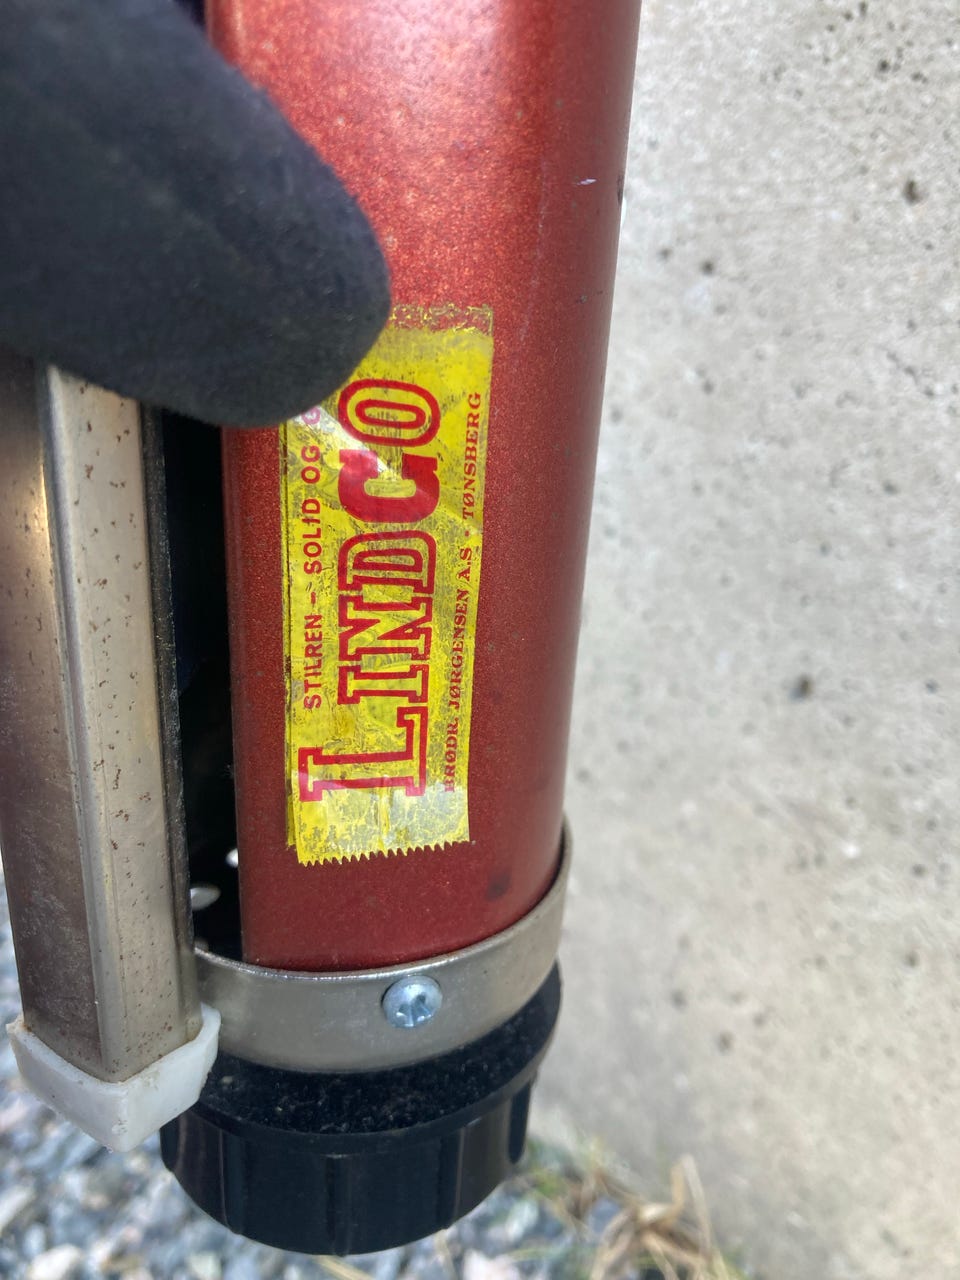 STILREN - SOLID OG
LINDCO
BRØDR. JØRGENSEN A.S - TØNSBERG